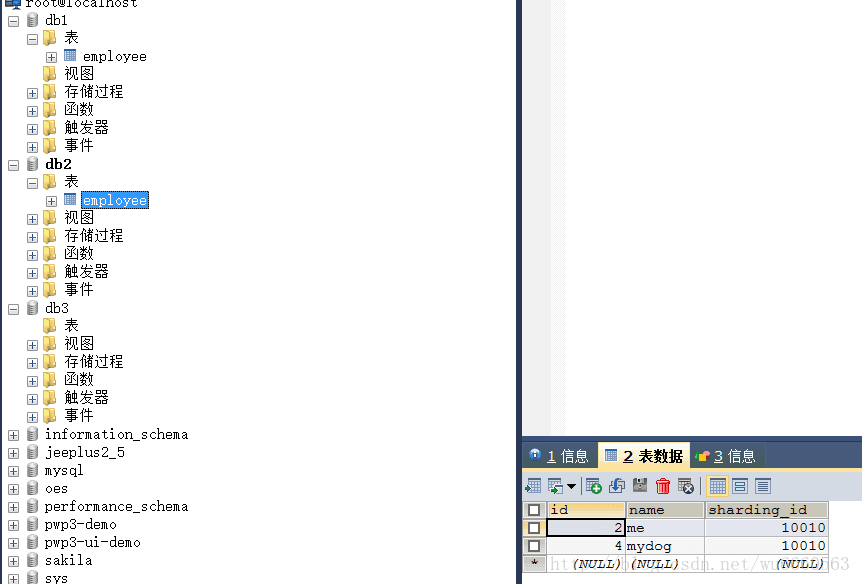 root@localhost
db1
表
employee
视图
存储过程
函数
触发器
事件
db2
表
employee
视图
存储过程
函数
触发器
事件
db3
表
视图
存储过程
函数
触发器
事件
information_schema
jeeplus2_5
mysql
oes
performance_schema
pwp3-demo
pwp3-ui-demo
sakila
sys
1 信息 2 表数据 3 信息
id name sharding_id
2 me 10010
4 mydog 10010
* (NULL) (NULL) (NULL)